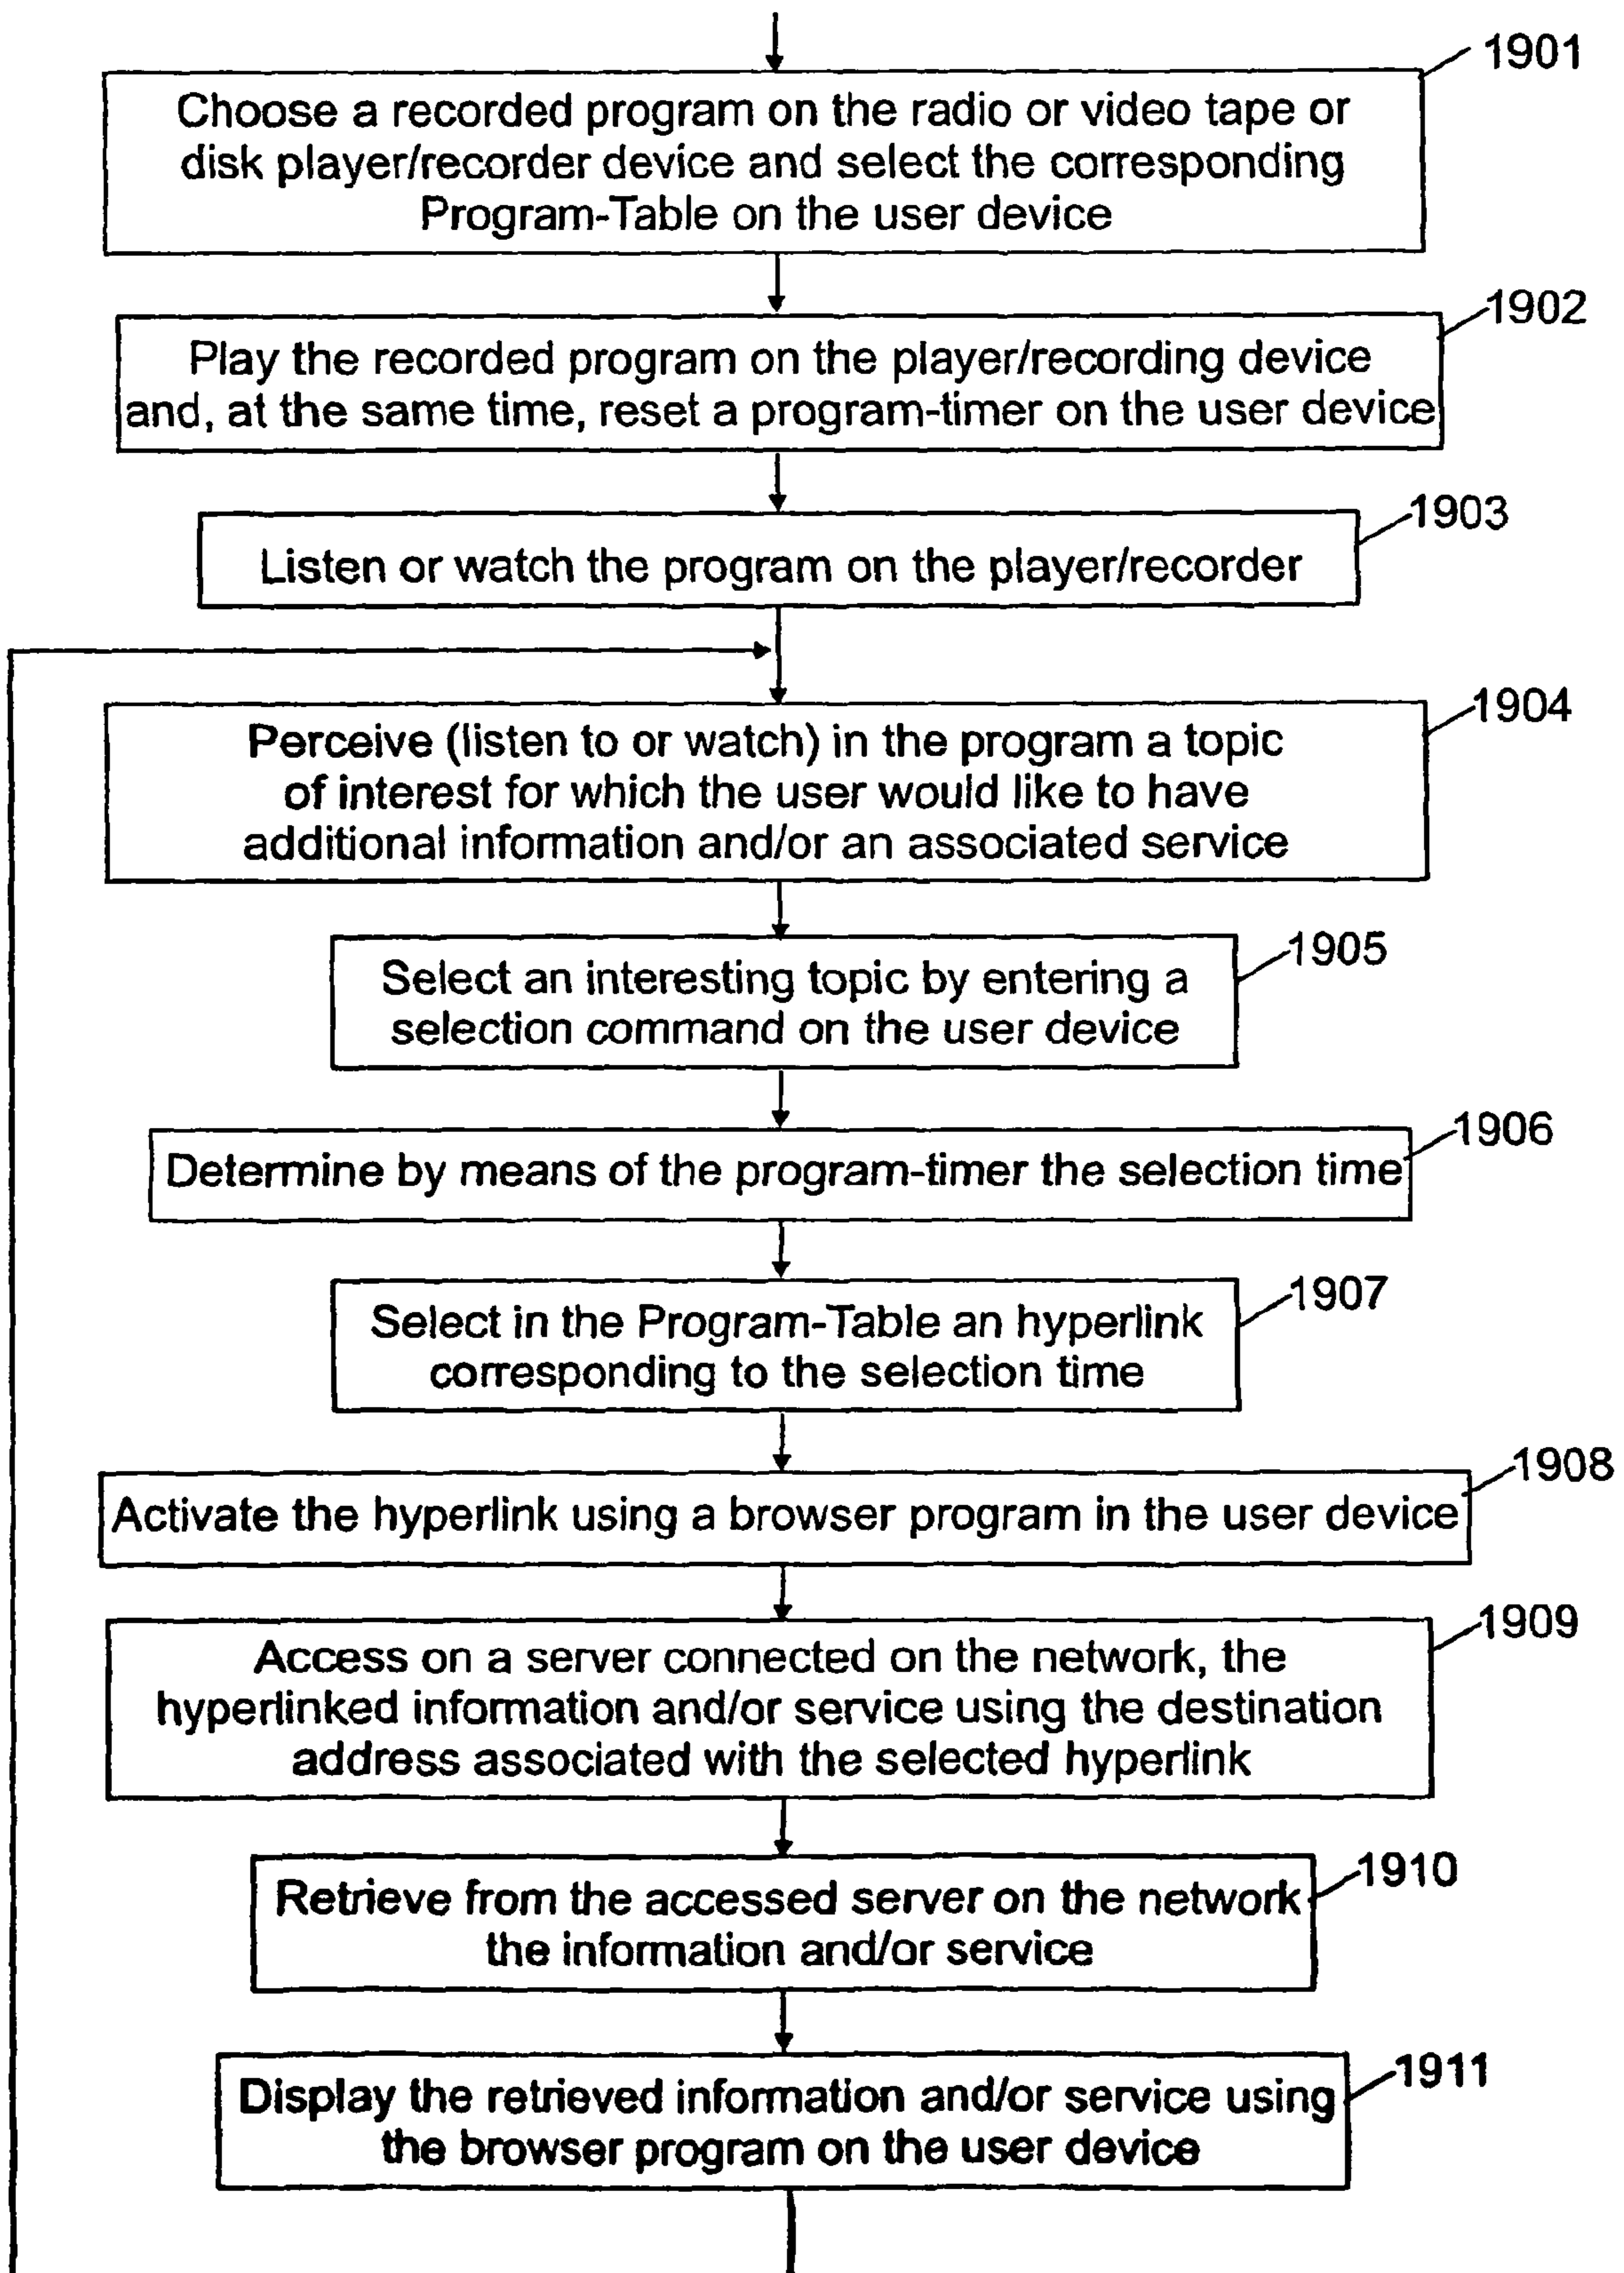 1901
Choose a recorded program on the radio or video tape or
disk player/recorder device and select the corresponding
Program-Table on the user device
1902
Play the recorded program on the player/recording device
and, at the same time, reset a program-timer on the user device
1903
Listen or watch the program on the player/recorder
1904
Perceive (listen to or watch) in the program a topic
of interest for which the user would like to have
additional information and/or an associated service
1905
Select an interesting topic by entering a
selection command on the user device
1906
Determine by means of the program-timer the selection time
1907
Select in the Program-Table an hyperlink
corresponding to the selection time
1908
Activate the hyperlink using a browser program in the user device
1909
Access on a server connected on the network, the
hyperlinked information and/or service using the destination
address associated with the selected hyperlink
1910
Retrieve from the accessed server on the network
the information and/or service
1911
Display the retrieved information and/or service using
the browser program on the user device